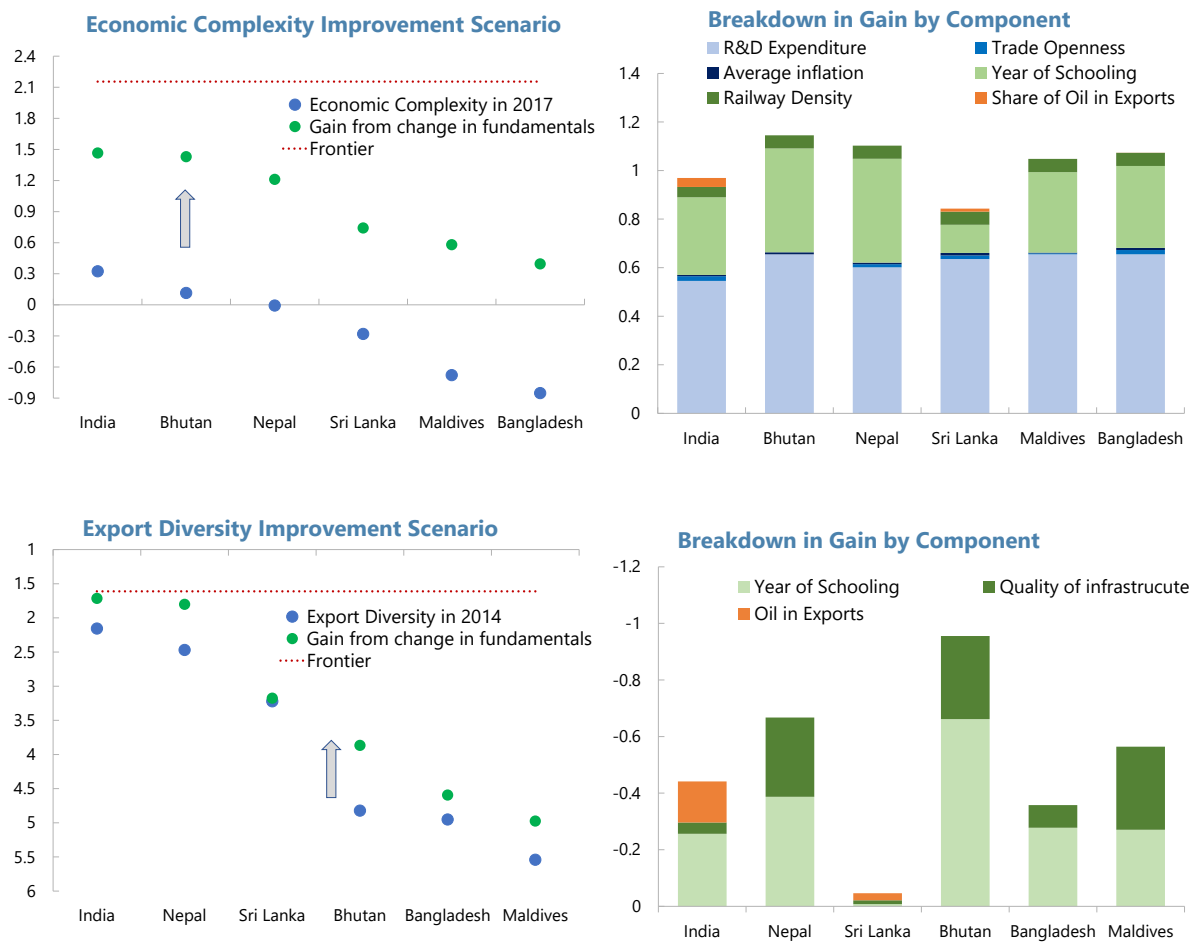 Economic Complexity Improvement Scenario
2.4
2.1
1.8
1.5
1.2
0.9
0.6
0.3
0
-0.3
-0.6
-0.9
Economic Complexity in 2017
Gain from change in fundamentals
Frontier
India Bhutan Nepal Sri Lanka Maldives Bangladesh
Breakdown in Gain by Component
R&D Expenditure Trade Openness
Average inflation Year of Schooling
Railway Density Share of Oil in Exports
1.4
1.2
1
0.8
0.6
0.4
0.2
0
India Bhutan Nepal Sri Lanka Maldives Bangladesh
Export Diversity Improvement Scenario
1
1.5
2
2.5
3
3.5
4
4.5
5
5.5
6
Export Diversity in 2014
Gain from change in fundamentals
Frontier
India Nepal Sri Lanka Bhutan Bangladesh Maldives
Breakdown in Gain by Component
-1.2
-1
-0.8
-0.6
-0.4
-0.2
0
Year of Schooling Quality of infrastrucute
Oil in Exports
India Nepal Sri Lanka Bhutan Bangladesh Maldives